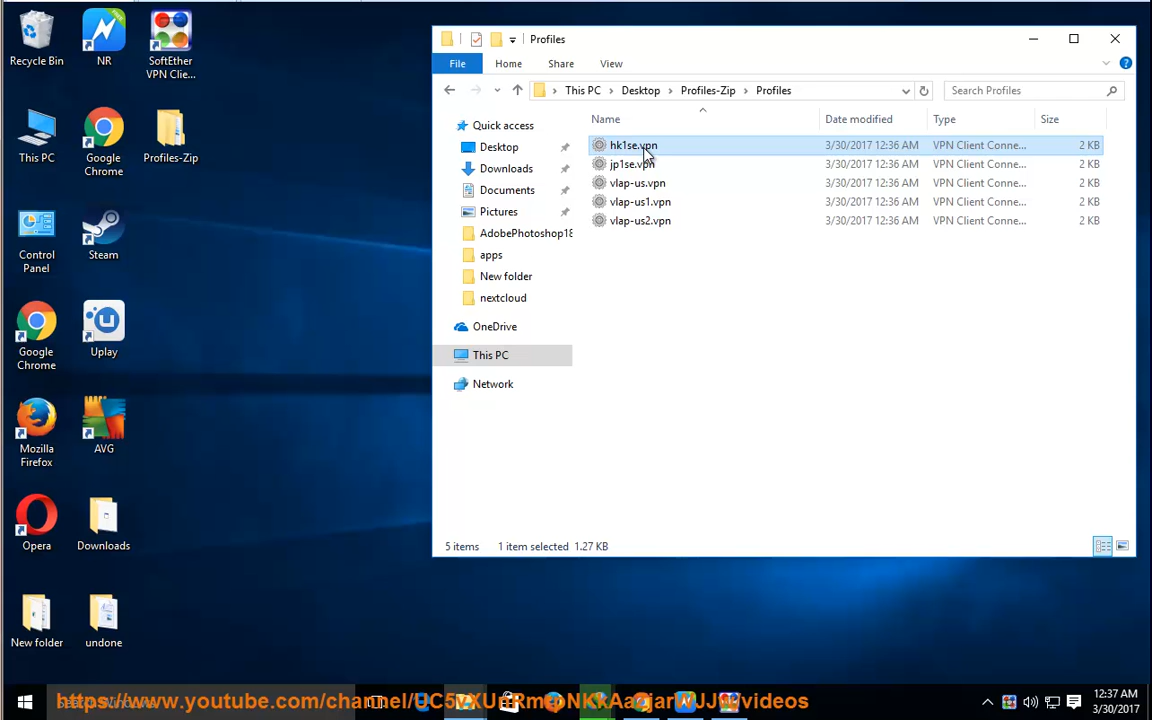 Recycle Bin
NR
SoftEther
VPN Clie...
This PC
Google
Chrome
Profiles-Zip
Control
Panel
Steam
Google
Chrome
Uplay
Mozilla
Firefox
AVG
Opera
Downloads
New folder
undone
Profiles
File
Home
Share
View
This PC
Desktop
Profiles-Zip
Profiles
Search Profiles
Name
Date modified
Type
Size
Quick access
Desktop
Downloads
Documents
Pictures
AdobePhotoshop18
apps
New folder
nextcloud
OneDrive
This PC
Network
hk1se.vpn 3/30/2017 12:36 AM VPN Client Conne... 2 KB
jp1se.vpn 3/30/2017 12:36 AM VPN Client Conne... 2 KB
vlap-us.vpn 3/30/2017 12:36 AM VPN Client Conne... 2 KB
vlap-us1.vpn 3/30/2017 12:36 AM VPN Client Conne... 2 KB
vlap-us2.vpn 3/30/2017 12:36 AM VPN Client Conne... 2 KB
5 items 1 item selected 1.27 KB
12:37 AM
3/30/2017